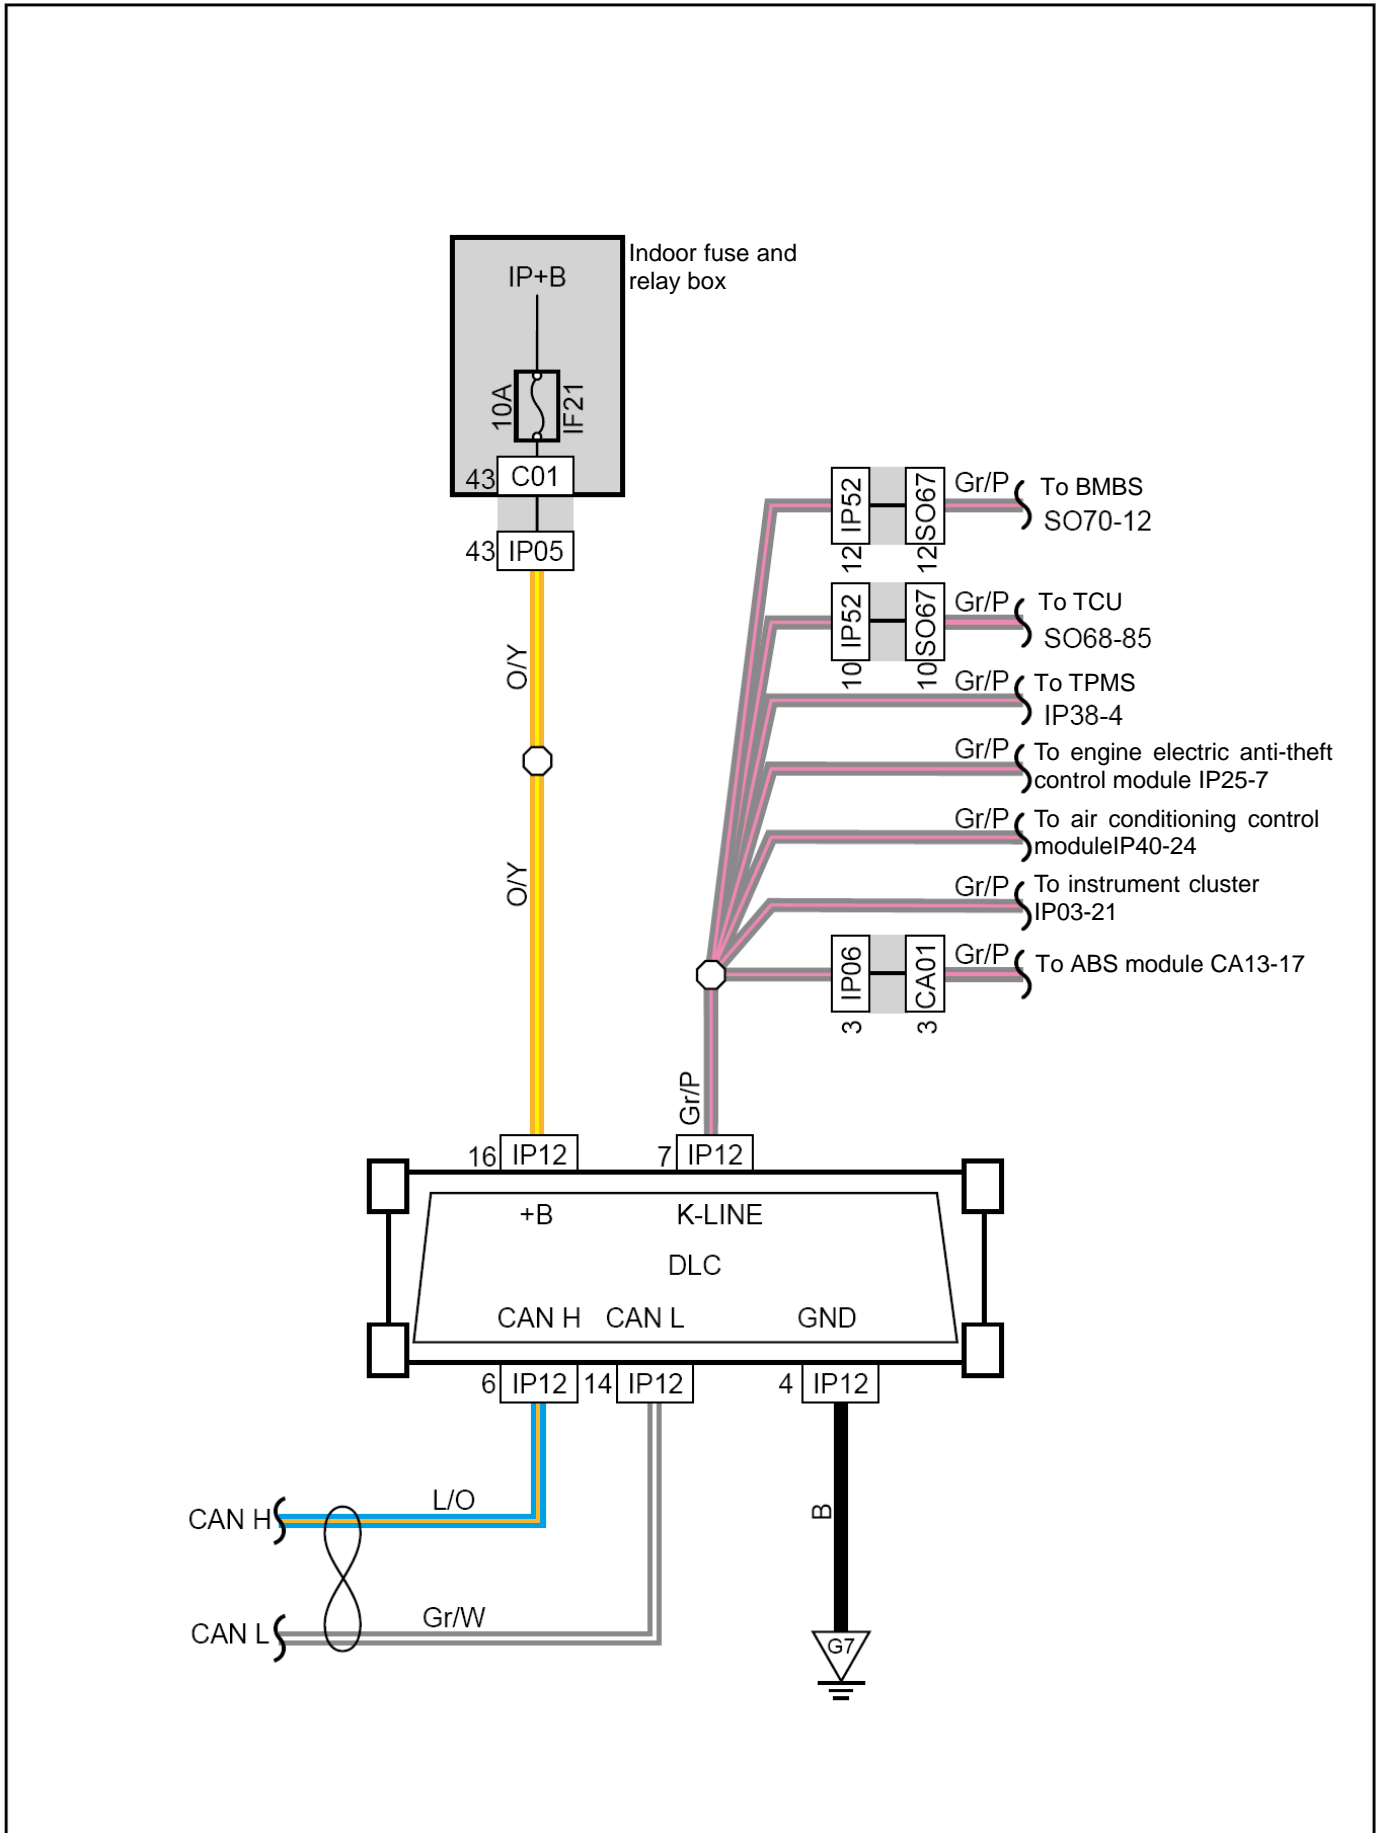 Indoor fuse and
relay box
IP+B
10A
IF21
43 C01
43 IP05
O/Y
O/Y
IP52
12
SO67
12
Gr/P
To BMBS
SO70-12
IP52
10
SO67
10
Gr/P
To TCU
SO68-85
Gr/P
To TPMS
IP38-4
Gr/P
To engine electric anti-theft
control module IP25-7
Gr/P
To air conditioning control
moduleIP40-24
Gr/P
To instrument cluster
IP03-21
IP06
3
CA01
3
Gr/P
To ABS module CA13-17
Gr/P
16 IP12
7 IP12
+B
K-LINE
DLC
CAN H
CAN L
GND
6 IP12
14 IP12
4 IP12
L/O
CAN H
B
Gr/W
CAN L
G7